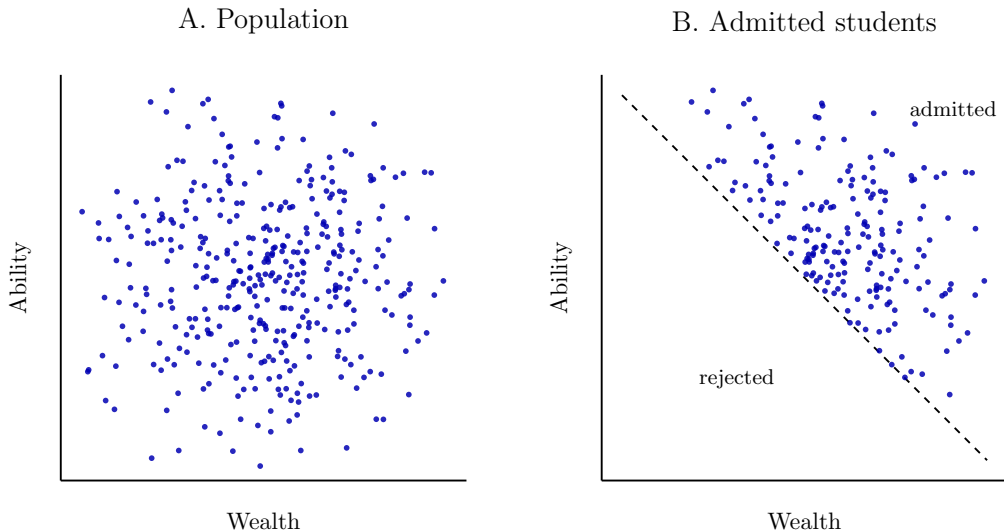 A. Population
B. Admitted students
admitted
Ability
Ability
rejected
Wealth
Wealth